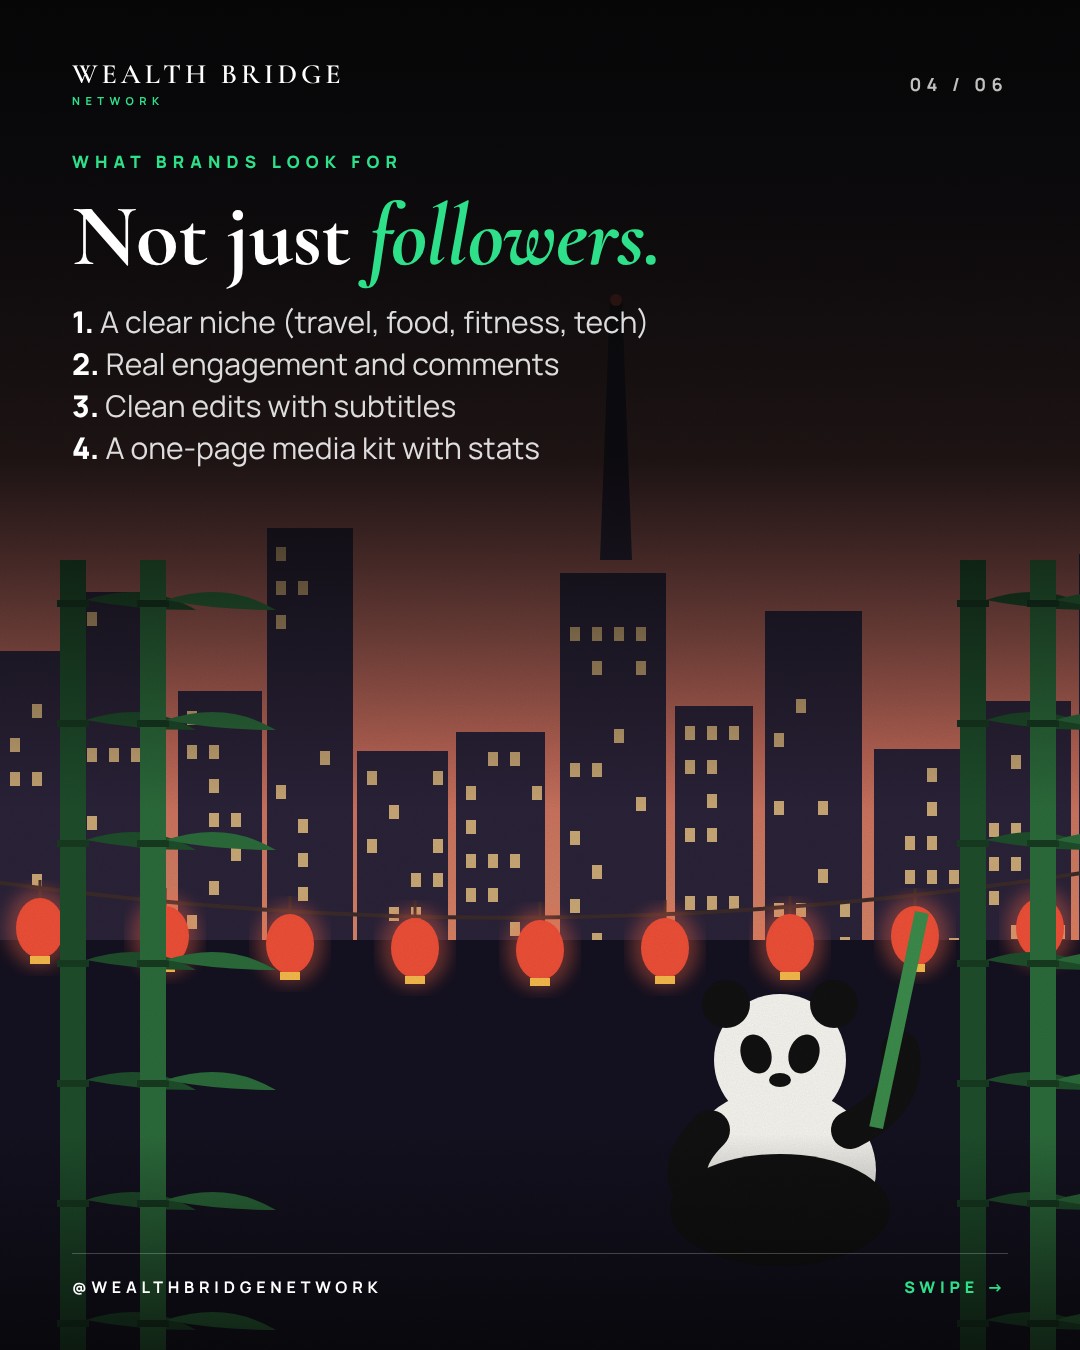 WEALTH BRIDGE
NETWORK
04 / 06
WHAT BRANDS LOOK FOR
Not just followers.
1. A clear niche (travel, food, fitness, tech)
2. Real engagement and comments
3. Clean edits with subtitles
4. A one-page media kit with stats
@WEALTHBRIDGENETWORK
SWIPE →